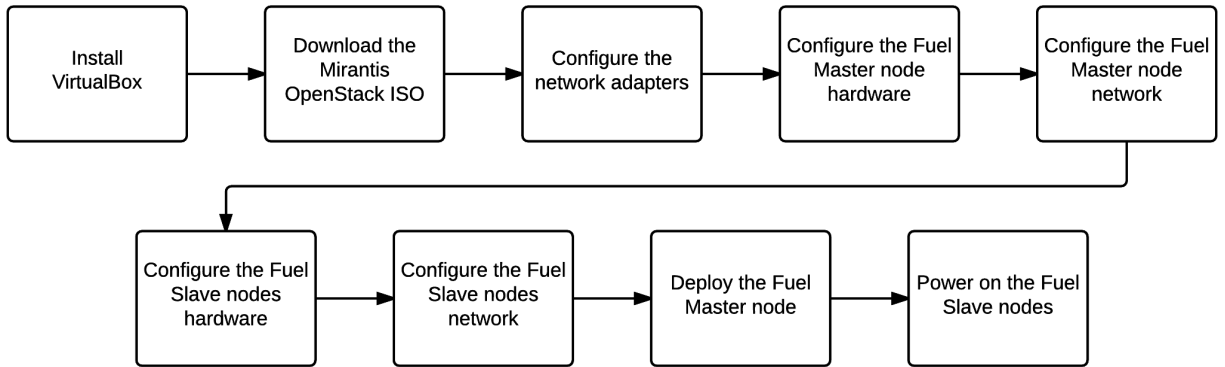 Install
VirtualBox
Download the
Mirantis
OpenStack ISO
Configure the
network adapters
Configure the Fuel
Master node
hardware
Configure the Fuel
Master node
network
Configure the Fuel
Slave nodes
hardware
Configure the Fuel
Slave nodes
network
Deploy the Fuel
Master node
Power on the Fuel
Slave nodes